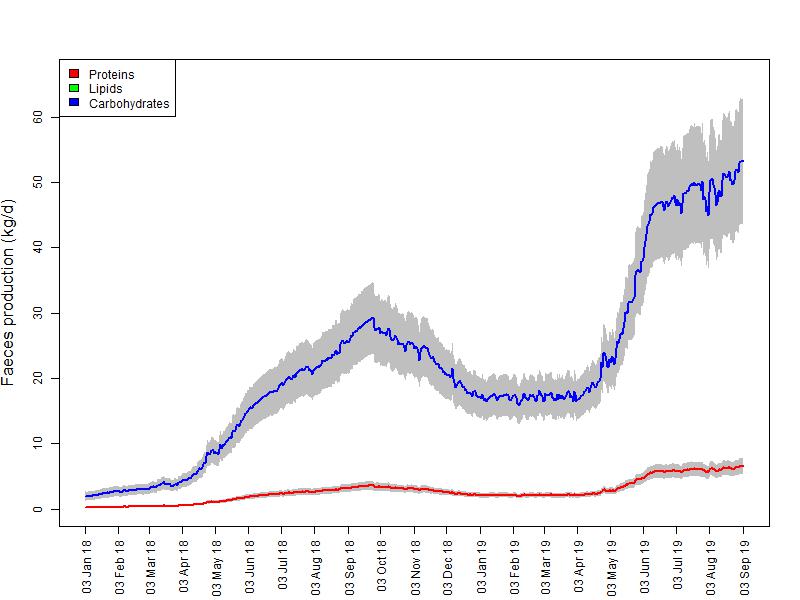 Proteins
Lipids
Carbohydrates
Faeces production (kg/d)
60
50
40
30
20
10
0
03 Jan 18
03 Feb 18
03 Mar 18
03 Apr 18
03 May 18
03 Jun 18
03 Jul 18
03 Aug 18
03 Sep 18
03 Oct 18
03 Nov 18
03 Dec 18
03 Jan 19
03 Feb 19
03 Mar 19
03 Apr 19
03 May 19
03 Jun 19
03 Jul 19
03 Aug 19
03 Sep 19